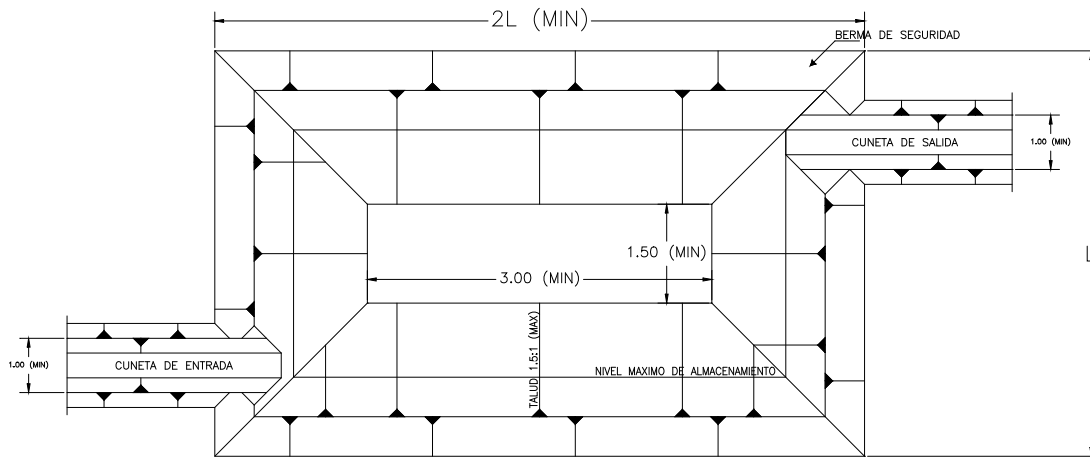 2L (MIN)
BERMA DE SEGURIDAD
CUNETA DE SALIDA
1.00 (MIN)
1.50 (MIN)
L
3.00 (MIN)
TALUD 1.5:1 (MAX)
1.00 (MIN)
CUNETA DE ENTRADA
NIVEL MAXIMO DE ALMACENAMIENTO